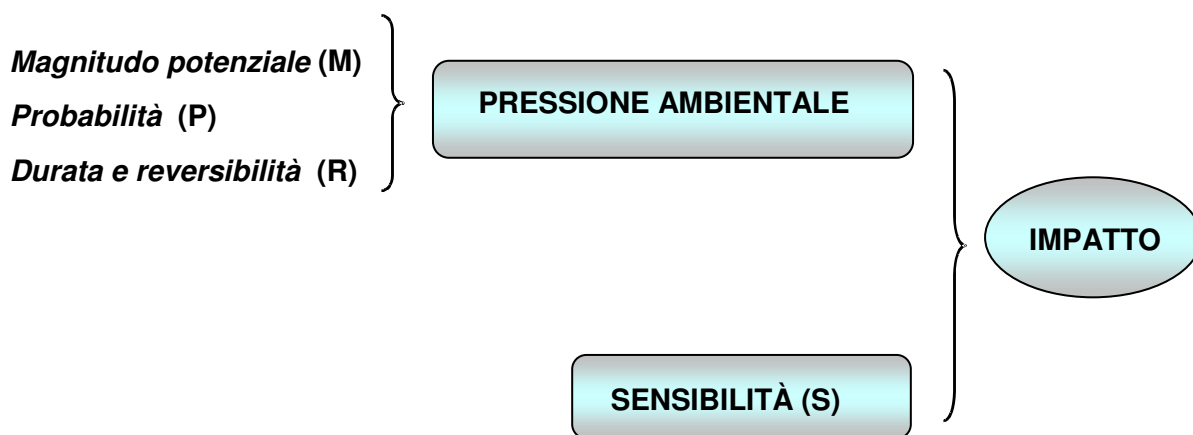 Magnitudo potenziale (M)
Probabilità (P)
Durata e reversibilità (R)
PRESSIONE AMBIENTALE
IMPATTO
SENSIBILITÀ (S)